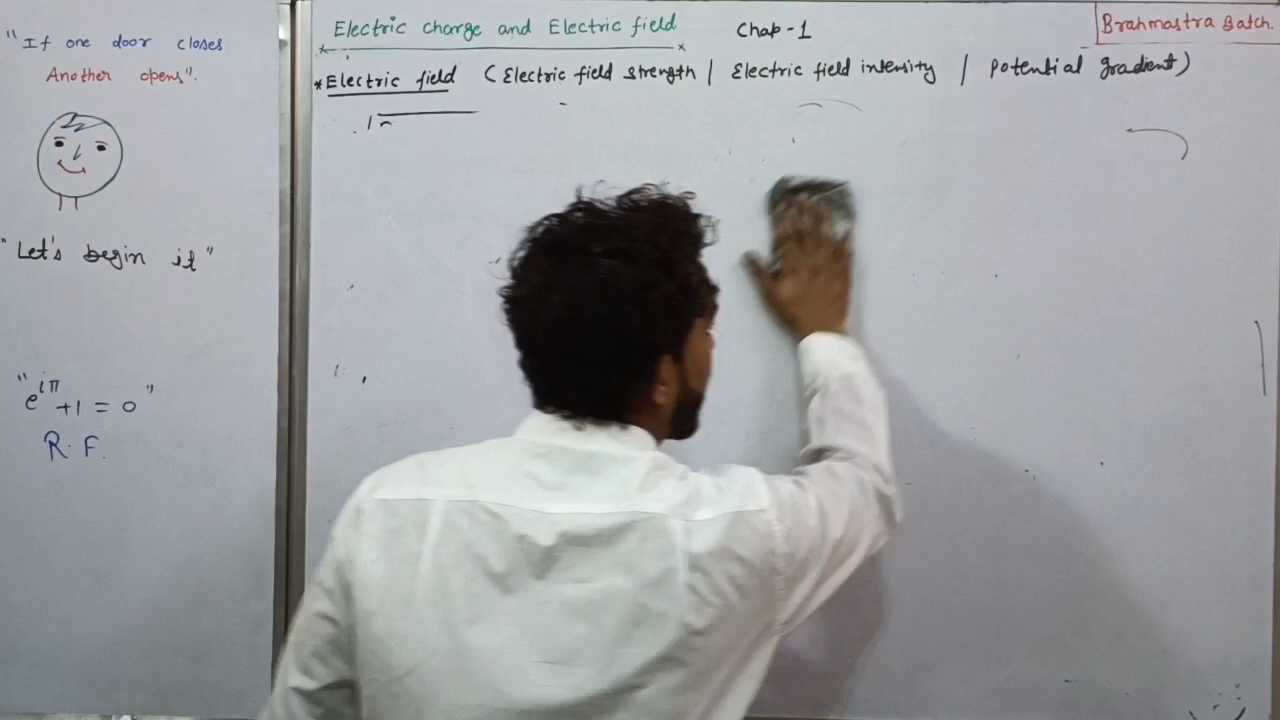 "If one door closes
Another opens".
"Let's begin it"
"e^{iπ} +1 = 0"
R. F.
Electric charge and Electric field Chap-1
Brahmastra Batch.
*Electric field (Electric field strength / Electric field intensity / Potential gradient)